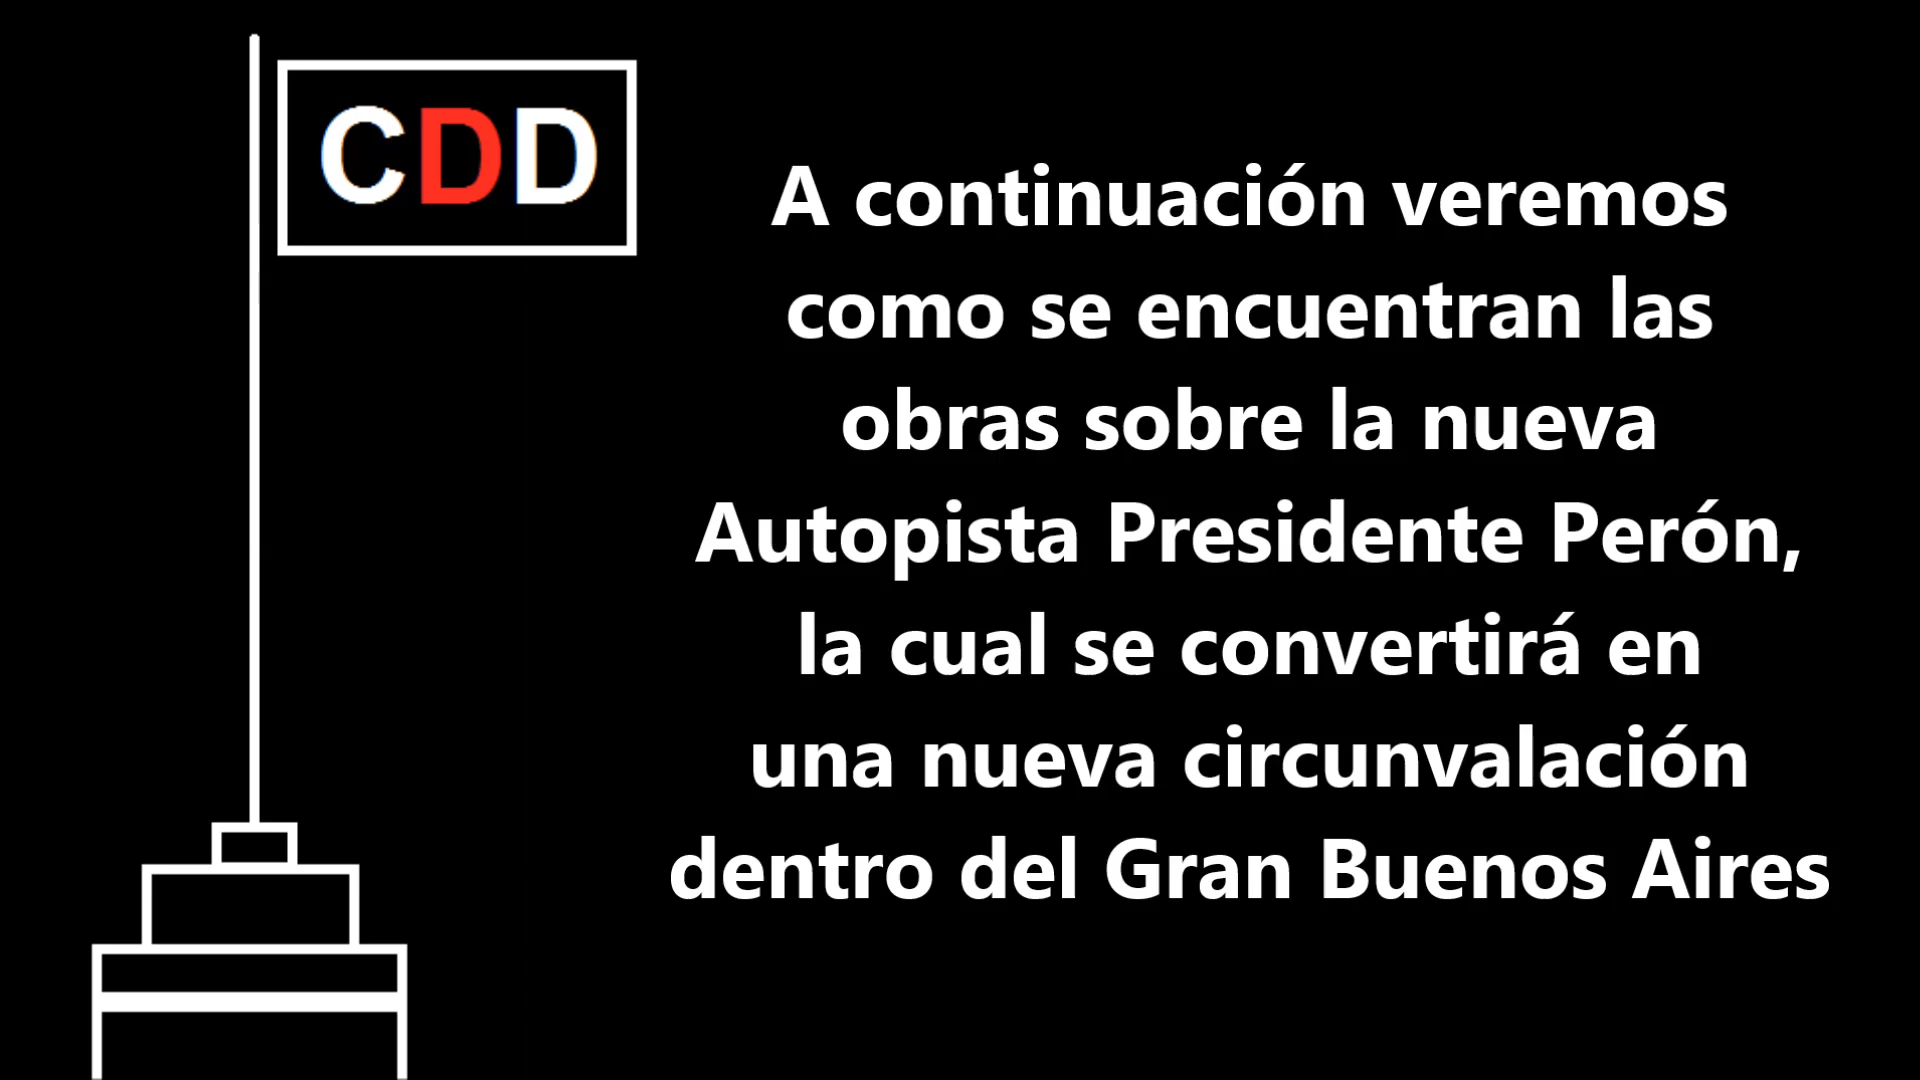 CDD
A continuación veremos
como se encuentran las
obras sobre la nueva
Autopista Presidente Perón,
la cual se convertirá en
una nueva circunvalación
dentro del Gran Buenos Aires